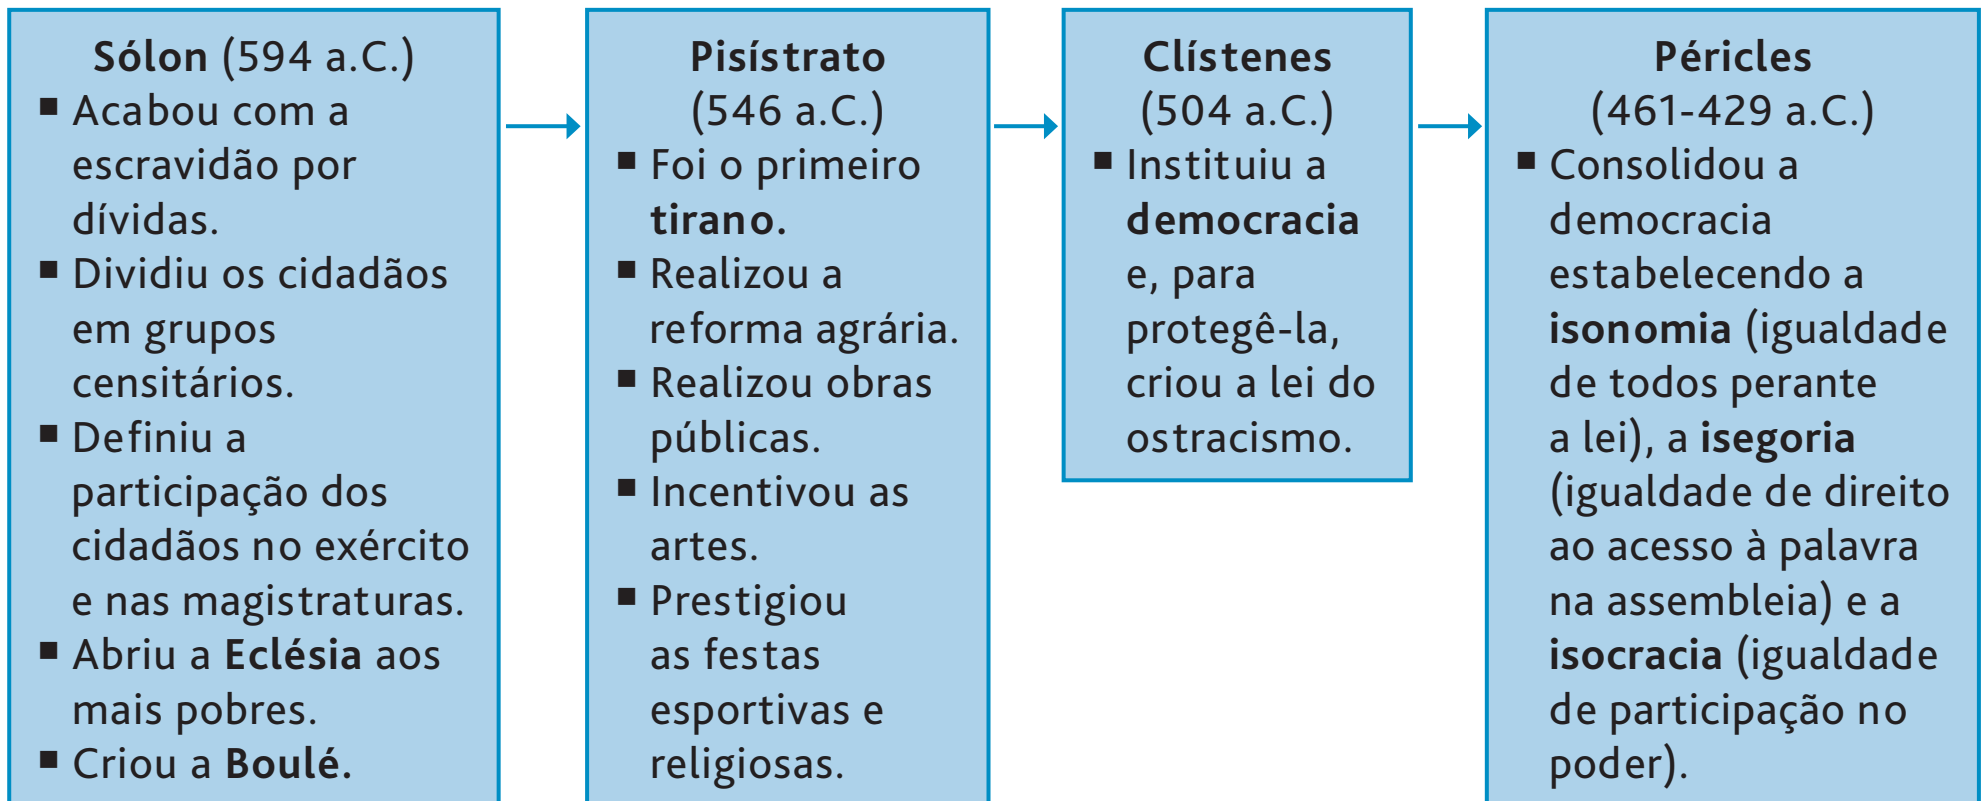 Sólon (594 a.C.)
■ Acabou com a
escravidão por
dívidas.
■ Dividiu os cidadãos
em grupos
censitários.
■ Definiu a
participação dos
cidadãos no exército
e nas magistraturas.
■ Abriu a Eclésia aos
mais pobres.
■ Criou a Boulé.
Pisístrato
(546 a.C.)
■ Foi o primeiro
tirano.
■ Realizou a
reforma agrária.
■ Realizou obras
públicas.
■ Incentivou as
artes.
■ Prestigiou
as festas
esportivas e
religiosas.
Clístenes
(504 a.C.)
■ Instituiu a
democracia
e, para
protegê-la,
criou a lei do
ostracismo.
Péricles
(461-429 a.C.)
■ Consolidou a
democracia
estabelecendo a
isonomia (igualdade
de todos perante
a lei), a isegoria
(igualdade de direito
ao acesso à palavra
na assembleia) e a
isocracia (igualdade
de participação no
poder).